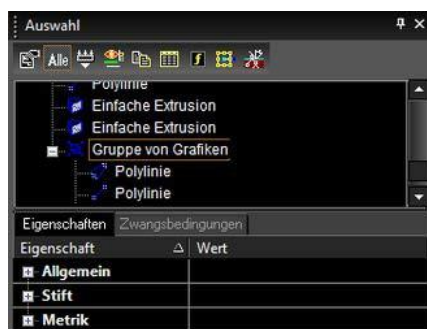 Auswahl
Alle
Polylinie
Einfache Extrusion
Einfache Extrusion
Gruppe von Grafiken
Polylinie
Polylinie
Eigenschaften Zwangsbedingungen
Eigenschaft Wert
Allgemein
Stift
Metrik